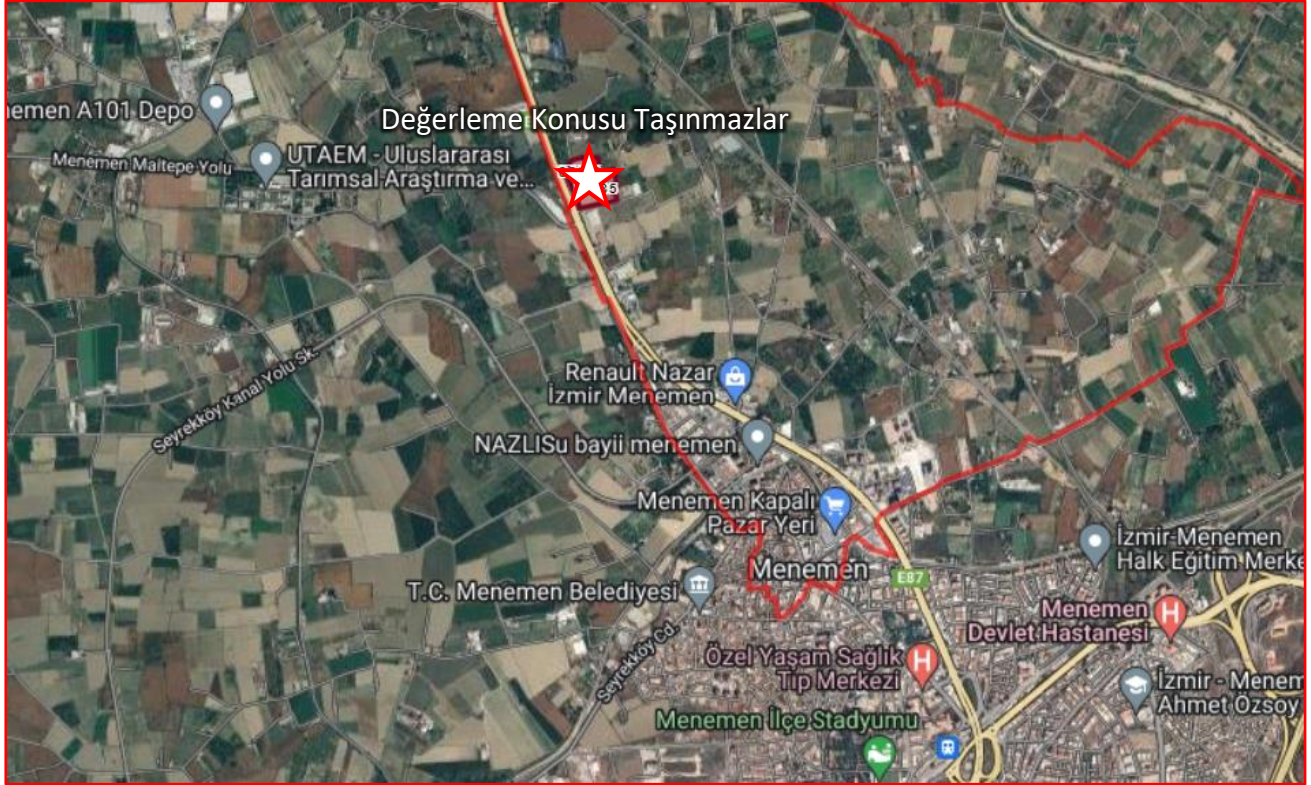 Menemen A101 Depo
Değerleme Konusu Taşınmazlar
Menemen Maltepe Yolu
UTAEM - Uluslararası
Tarımsal Araştırma ve...
Seyrekköy Kanal Yolu Sk.
Renault Nazar
İzmir Menemen
NAZLISu bayii menemen
Menemen Kapalı
Pazar Yeri
İzmir-Menemen
Halk Eğitim Merke
Menemen
E87
T.C. Menemen Belediyesi
Menemen
Devlet Hastanesi
Seyrekköy Cd.
Özel Yaşam Sağlık
Tıp Merkezi
İzmir - Menem
Ahmet Özsoy
Menemen İlçe Stadyumu